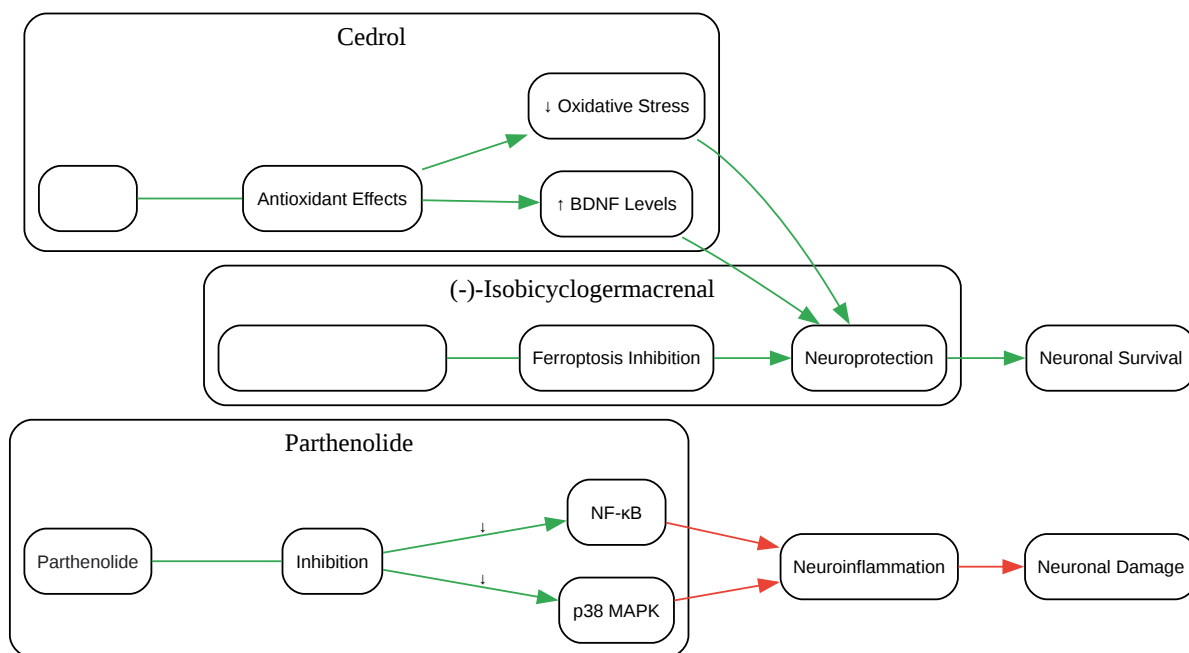 Cedrol
↓ Oxidative Stress
Antioxidant Effects
↑ BDNF Levels
(-)-Isobicyclogermacrenal
Ferroptosis Inhibition
Neuroprotection
Neuronal Survival
Parthenolide
NF-κB
↓
Parthenolide
Inhibition
Neuroinflammation
Neuronal Damage
↓
p38 MAPK